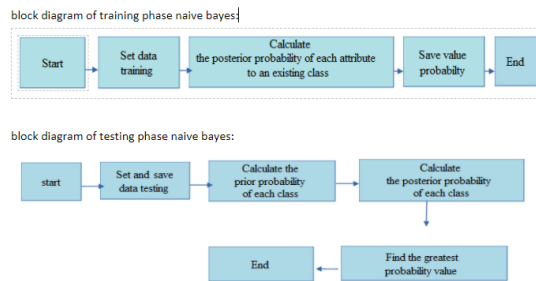 block diagram of training phase naive bayes:
Start
Set data
training
Calculate
the posterior probability of each attribute
to an existing class
Save value
probabilty
End
block diagram of testing phase naive bayes:
start
Set and save
data testing
Calculate the
prior probability
of each class
Calculate
the posterior probability
of each class
Find the greatest
probability value
End